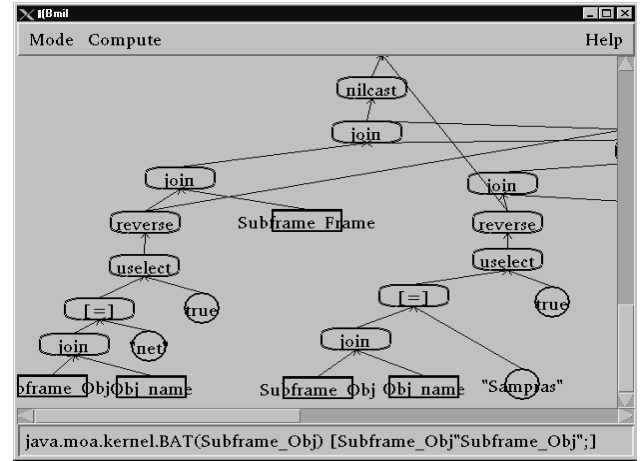 Bmil
Mode Compute Help
nilcast
join
join
join
reverse
Subframe_Frame
reverse
uselect
uselect
[=]
true
[=]
true
join
"net"
join
bframe_Obj
Obj_name
Subframe_Obj
Obj_name
"Sampras"
java.moa.kernel.BAT(Subframe_Obj) [Subframe_Obj"Subframe_Obj";]